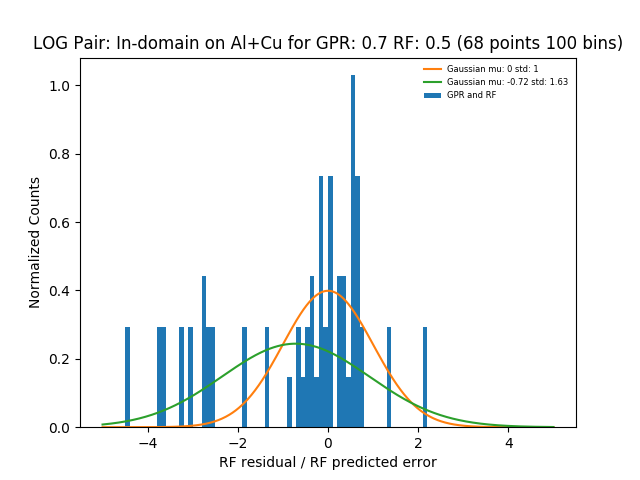 LOG Pair: In-domain on Al+Cu for GPR: 0.7 RF: 0.5 (68 points 100 bins)
Gaussian mu: 0 std: 1
Gaussian mu: -0.72 std: 1.63
GPR and RF
Normalized Counts
1.0
0.8
0.6
0.4
0.2
0.0
−4
−2
0
2
4
RF residual / RF predicted error